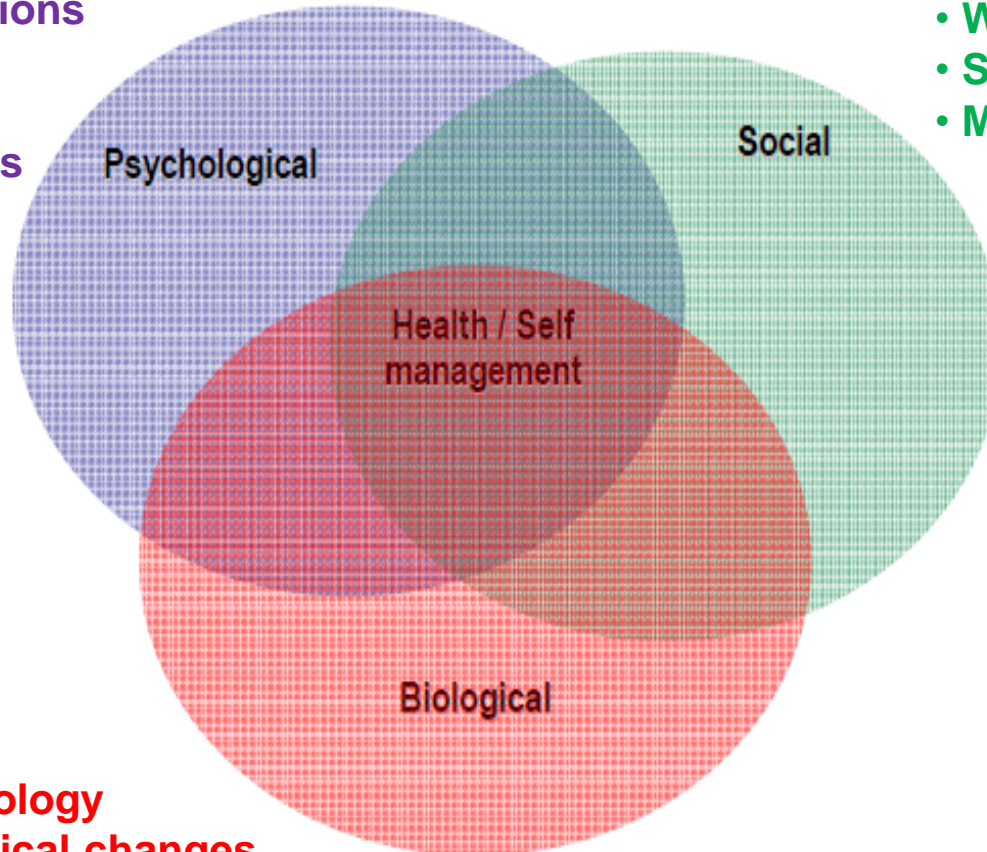 ions
• W
• S
• M
Social
Psychological
s
Health / Self
management
Biological
ology
ical changes